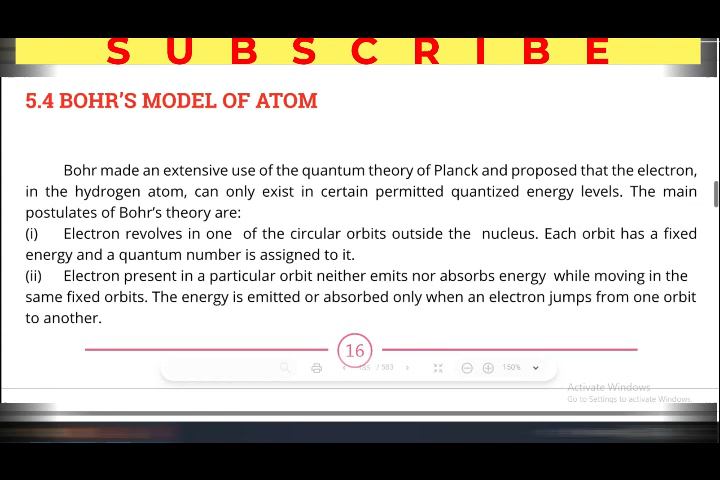 SUBSCRIBE
5.4 BOHR'S MODEL OF ATOM
Bohr made an extensive use of the quantum theory of Planck and proposed that the electron,
in the hydrogen atom, can only exist in certain permitted quantized energy levels. The main
postulates of Bohr's theory are:
(i) Electron revolves in one of the circular orbits outside the nucleus. Each orbit has a fixed
energy and a quantum number is assigned to it.
(ii) Electron present in a particular orbit neither emits nor absorbs energy while moving in the
same fixed orbits. The energy is emitted or absorbed only when an electron jumps from one orbit
to another.
16
/ 583 150%
Activate Windows
Go to Settings to activate Windows.